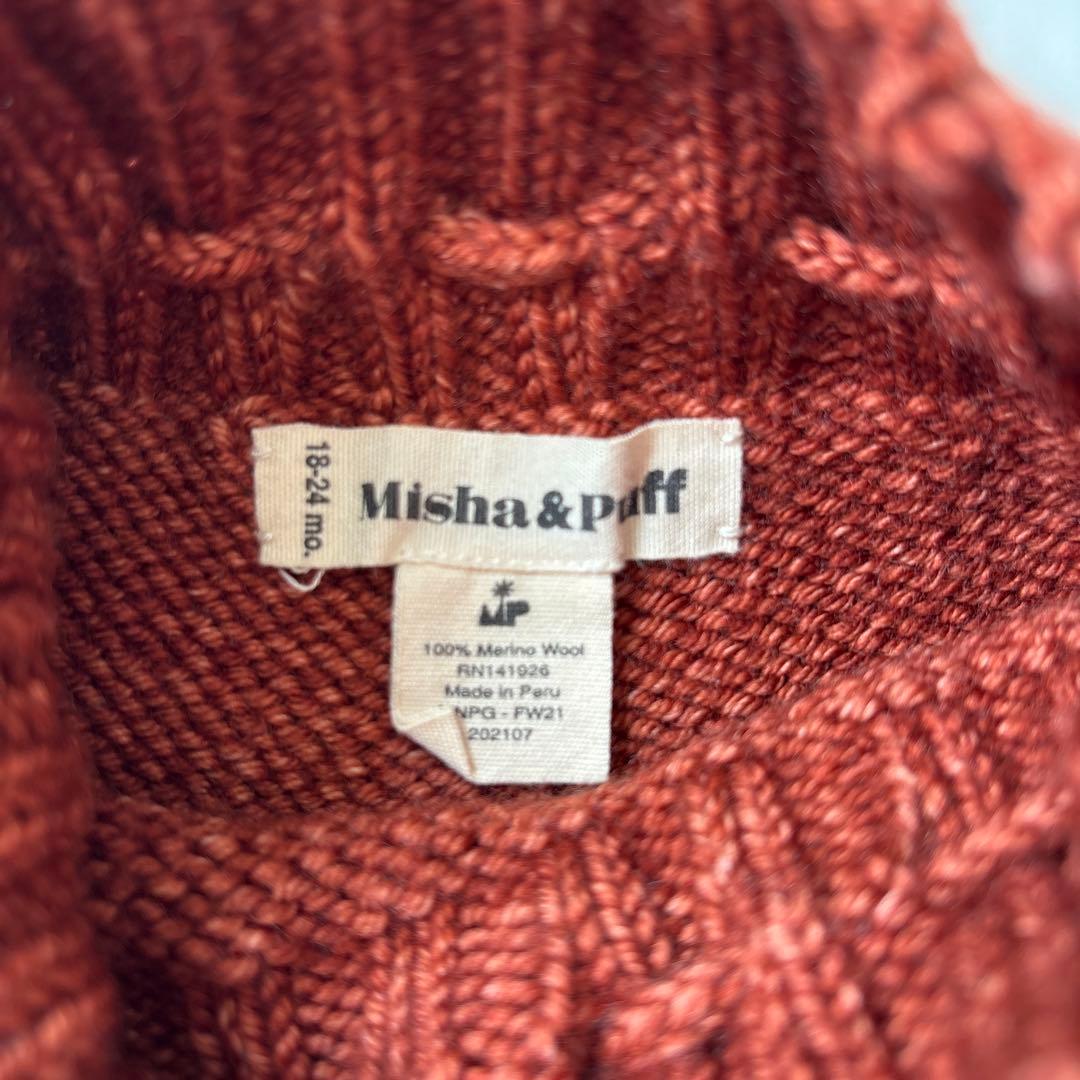 18-24 mo.
Misha & Puff
MP
100% Merino Wool
RN141926
Made in Peru
NPG - FW21
202107